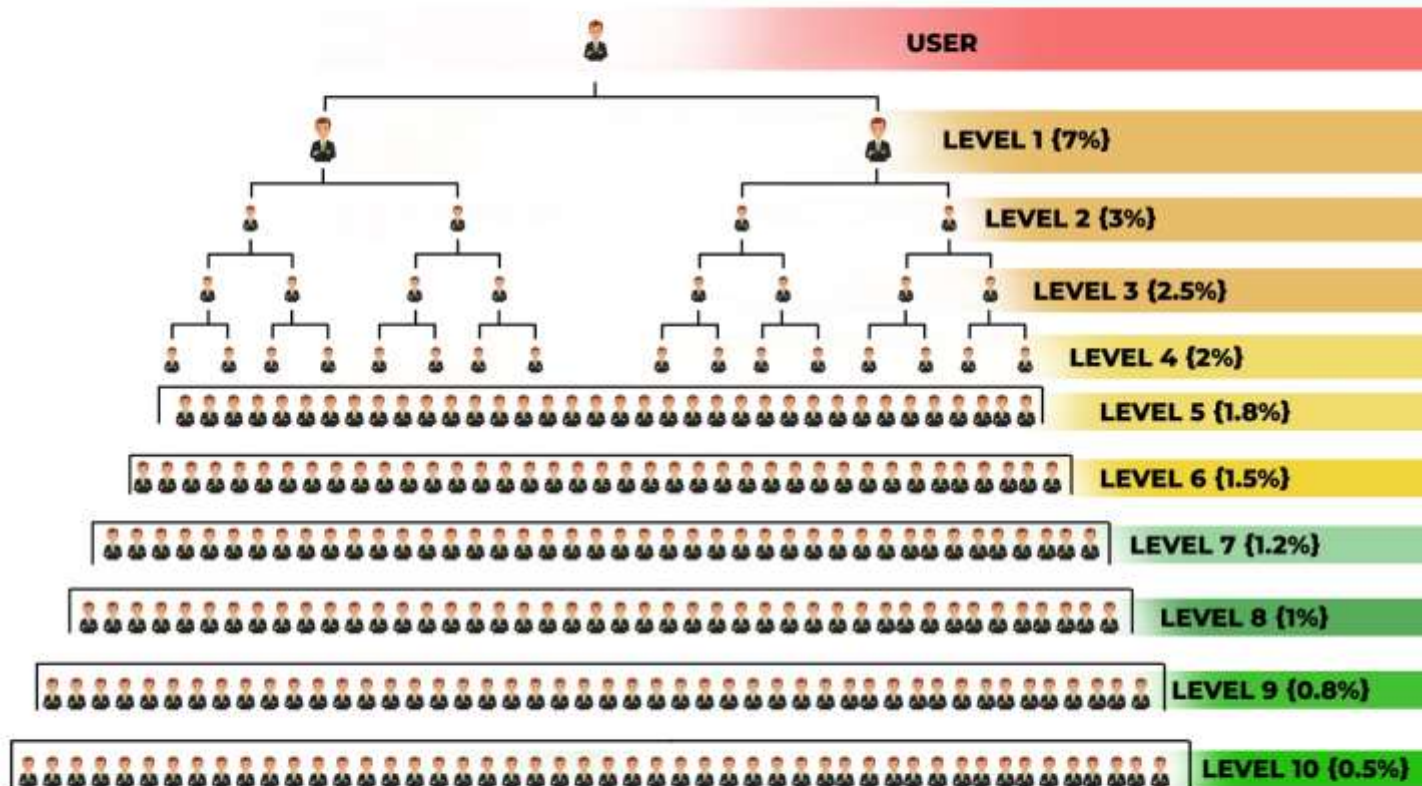 USER
LEVEL 1 {7%}
LEVEL 2 {3%}
LEVEL 3 {2.5%}
LEVEL 4 {2%}
LEVEL 5 {1.8%}
LEVEL 6 {1.5%}
LEVEL 7 {1.2%}
LEVEL 8 {1%}
LEVEL 9 {0.8%}
LEVEL 10 {0.5%}